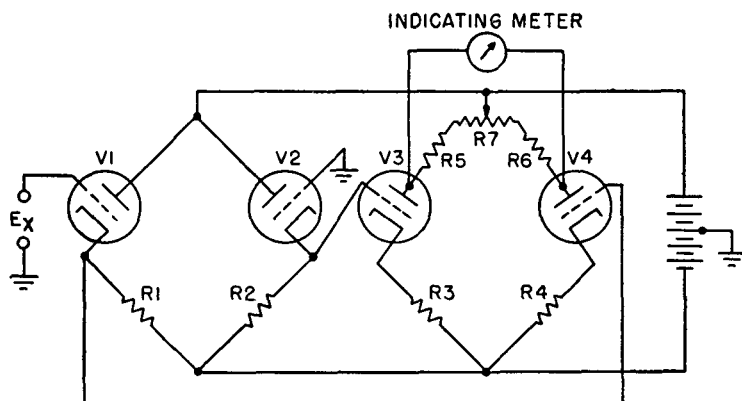 INDICATING METER
V1
V2
V3
R5
R7
R6
V4
EX
R1
R2
R3
R4